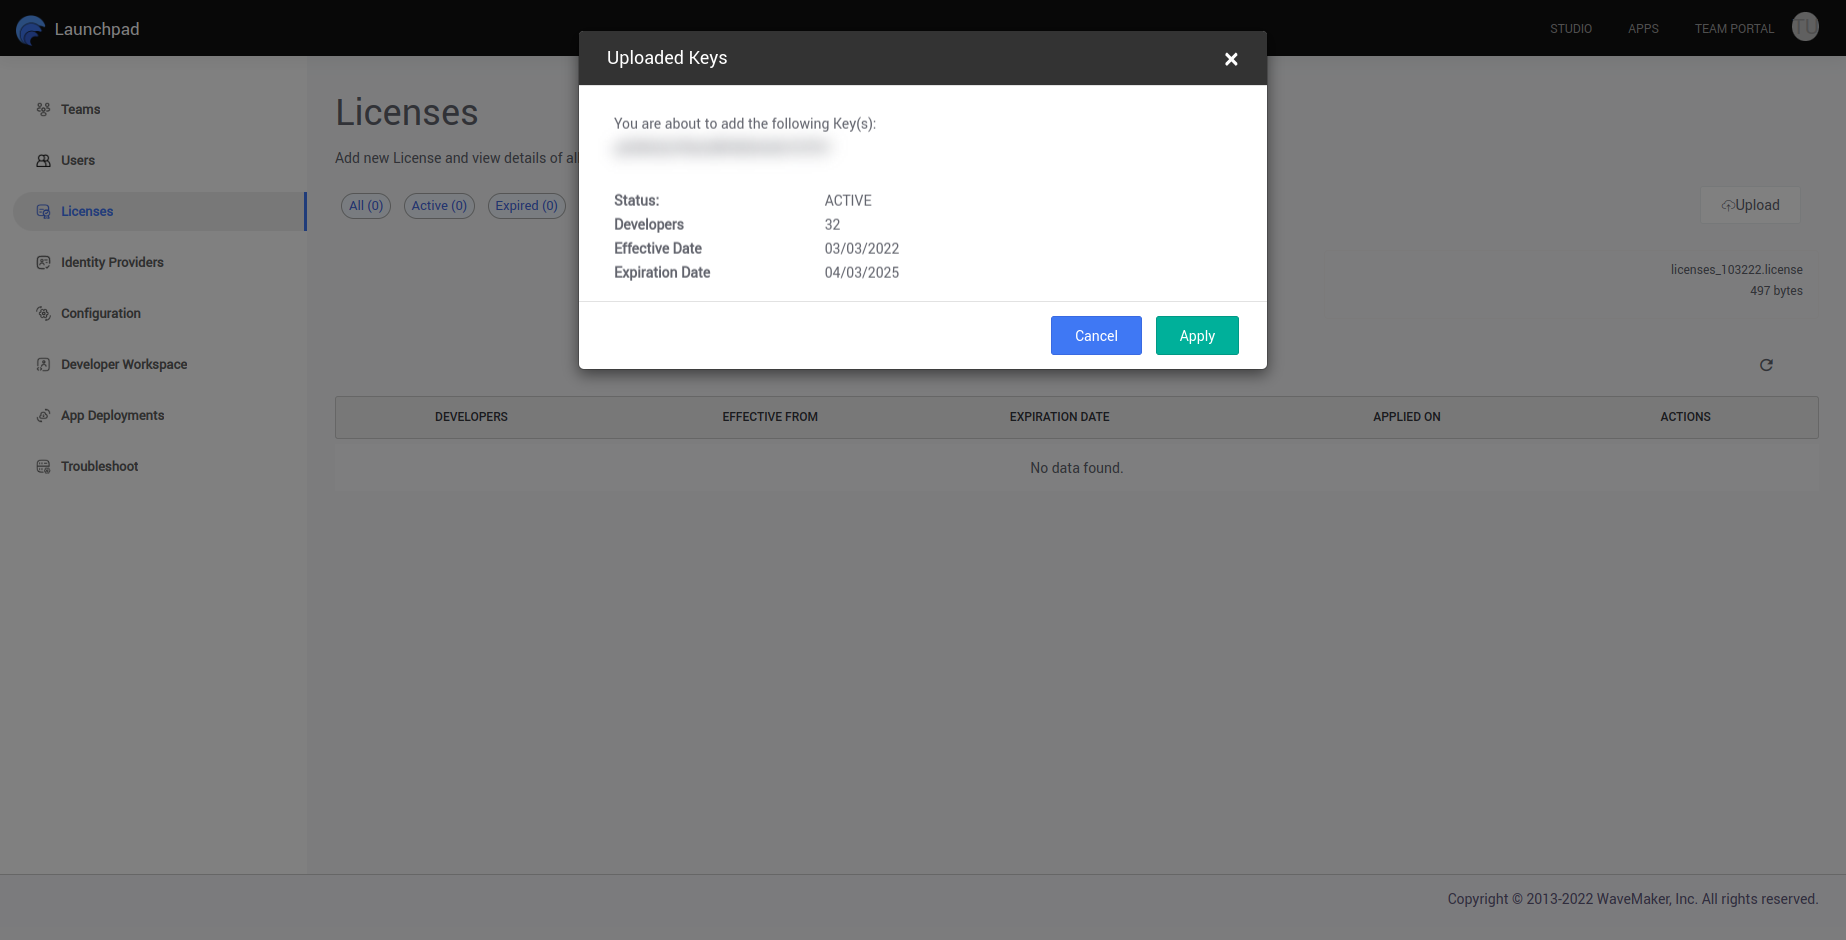 Launchpad
STUDIO
APPS
TEAM PORTAL
TU
Uploaded Keys
You are about to add the following Key(s):
Status: ACTIVE
Developers 32
Effective Date 03/03/2022
Expiration Date 04/03/2025
Cancel
Apply
Teams
Users
Licenses
Identity Providers
Configuration
Developer Workspace
App Deployments
Troubleshoot
Licenses
Add new License and view details of all
All (0)
Active (0)
Expired (0)
Upload
licenses_103222.license
497 bytes
DEVELOPERS EFFECTIVE FROM EXPIRATION DATE APPLIED ON ACTIONS
No data found.
Copyright © 2013-2022 WaveMaker, Inc. All rights reserved.